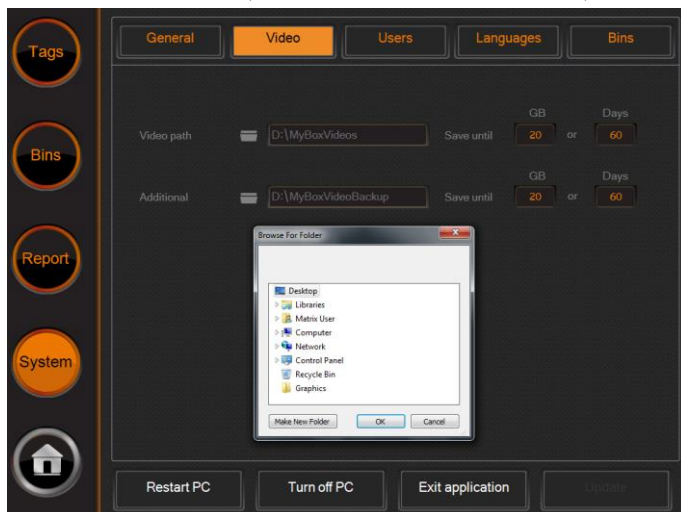 Tags
General
Video
Users
Languages
Bins
GB
Days
Video path
D:\MyBoxVideos
Save until
20
or
60
Bins
GB
Days
Additional
D:\MyBoxVideoBackup
Save until
20
or
60
Browse For Folder
Report
Desktop
Libraries
Matrix User
Computer
Network
Control Panel
Recycle Bin
Graphics
System
Make New Folder
OK
Cancel
Restart PC
Turn off PC
Exit application
Update